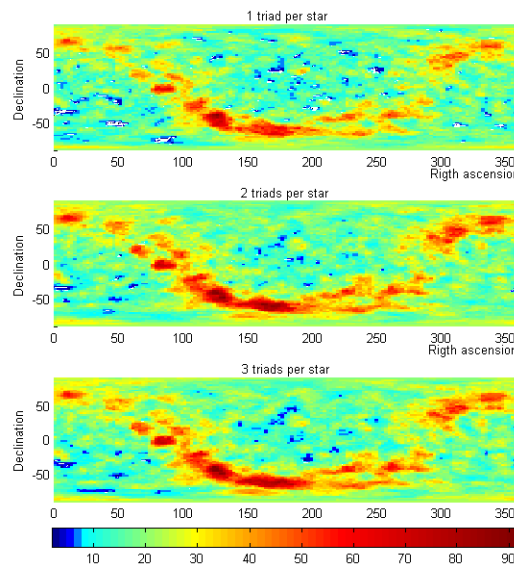 1 triad per star
50
0
-50
Declination
0 50 100 150 200 250 300 350
Rigth ascension
2 triads per star
50
0
-50
Declination
0 50 100 150 200 250 300 350
Rigth ascension
3 triads per star
50
0
-50
Declination
0 50 100 150 200 250 300 350
10 20 30 40 50 60 70 80 90